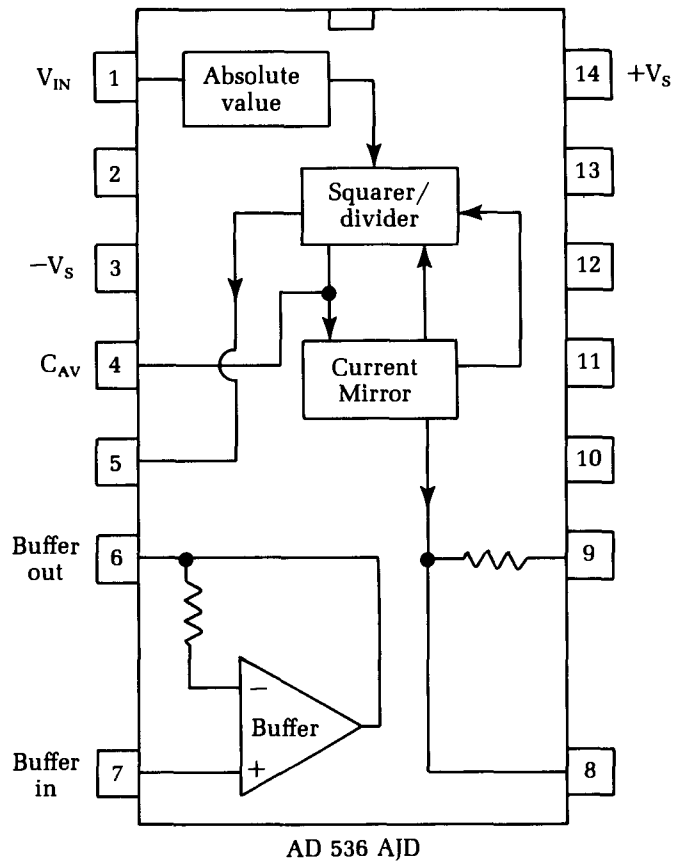 V_IN 1
Absolute
value
14 +V_S
2
13
Squarer/
divider
−V_S 3
12
C_AV 4
Current
Mirror
11
5
10
Buffer
out
6
9
−
Buffer
+
Buffer
in
7
8
AD 536 AJD